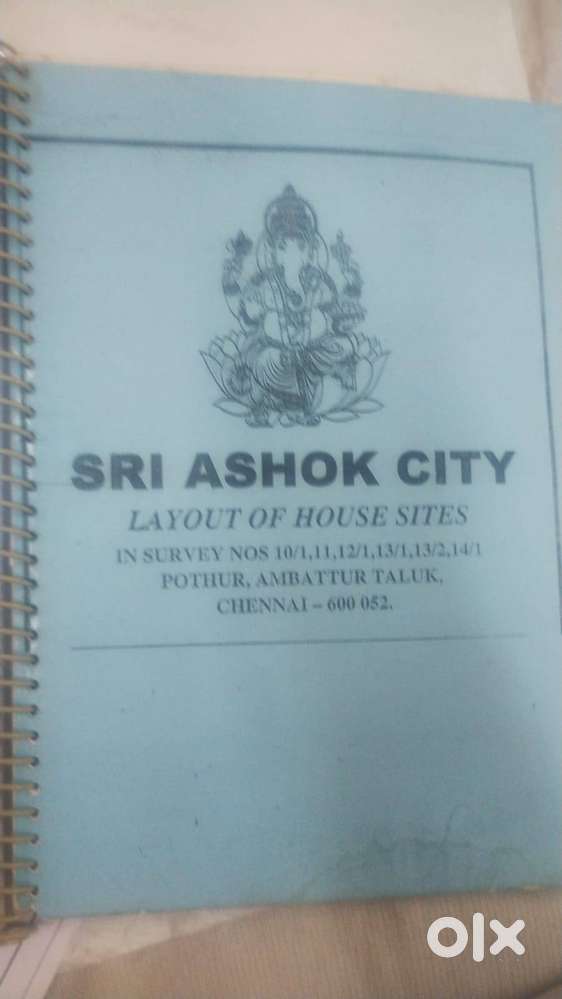 SRI ASHOK CITY
LAYOUT OF HOUSE SITES
IN SURVEY NOS 10/1,11,12/1,13/1,13/2,14/1
POTHUR, AMBATTUR TALUK,
CHENNAI – 600 052.
olx